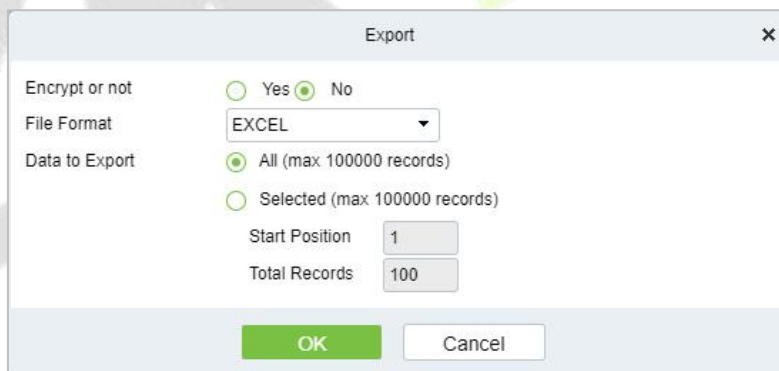 Export
Encrypt or not Yes No
File Format EXCEL
Data to Export All (max 100000 records)
Selected (max 100000 records)
Start Position 1
Total Records 100
OK Cancel